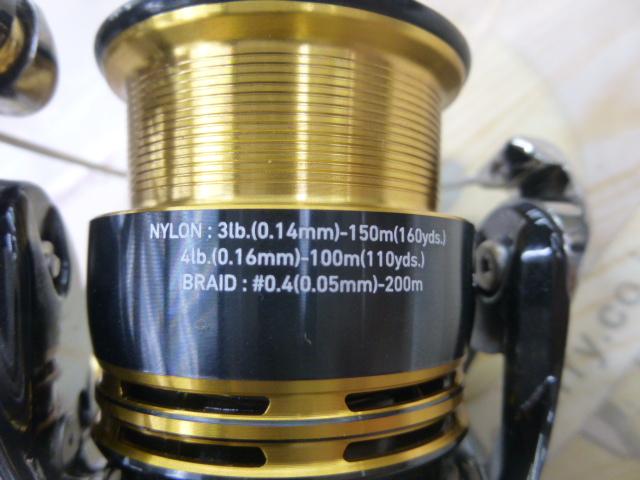 NYLON : 3lb.(0.14mm)-150m(160yds.)
4lb.(0.16mm)-100m(110yds.)
BRAID : #0.4(0.05mm)-200m